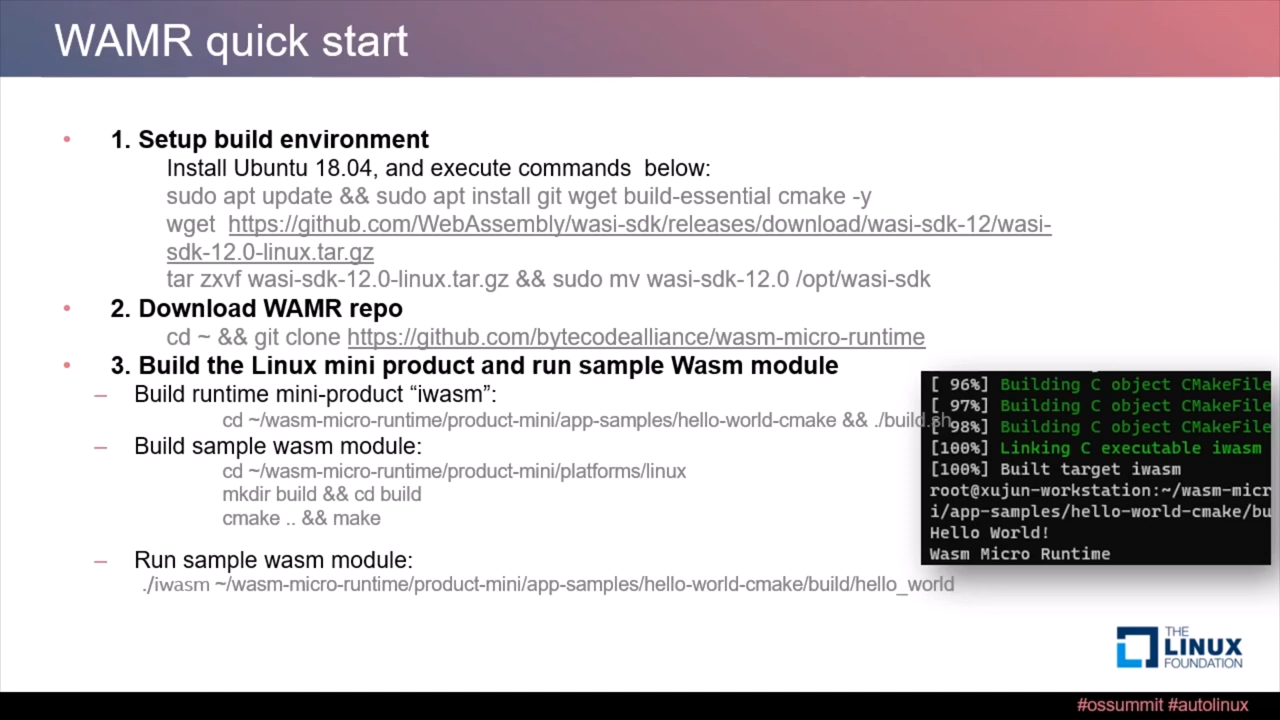 WAMR quick start
• 1. Setup build environment
Install Ubuntu 18.04, and execute commands below:
sudo apt update && sudo apt install git wget build-essential cmake -y
wget https://github.com/WebAssembly/wasi-sdk/releases/download/wasi-sdk-12/wasi-
sdk-12.0-linux.tar.gz
tar zxvf wasi-sdk-12.0-linux.tar.gz && sudo mv wasi-sdk-12.0 /opt/wasi-sdk
• 2. Download WAMR repo
cd ~ && git clone https://github.com/bytecodealliance/wasm-micro-runtime
• 3. Build the Linux mini product and run sample Wasm module
– Build runtime mini-product “iwasm”:
cd ~/wasm-micro-runtime/product-mini/app-samples/hello-world-cmake && ./build.sh
– Build sample wasm module:
cd ~/wasm-micro-runtime/product-mini/platforms/linux
mkdir build && cd build
cmake .. && make
– Run sample wasm module:
./iwasm ~/wasm-micro-runtime/product-mini/app-samples/hello-world-cmake/build/hello_world
[ 96%] Building C object CMakeFile
[ 97%] Building C object CMakeFile
[ 98%] Building C object CMakeFile
[100%] Linking C executable iwasm
[100%] Built target iwasm
root@xujun-workstation:~/wasm-micr
i/app-samples/hello-world-cmake/bu
Hello World!
Wasm Micro Runtime
THE
LINUX
FOUNDATION
#ossummit #autolinux